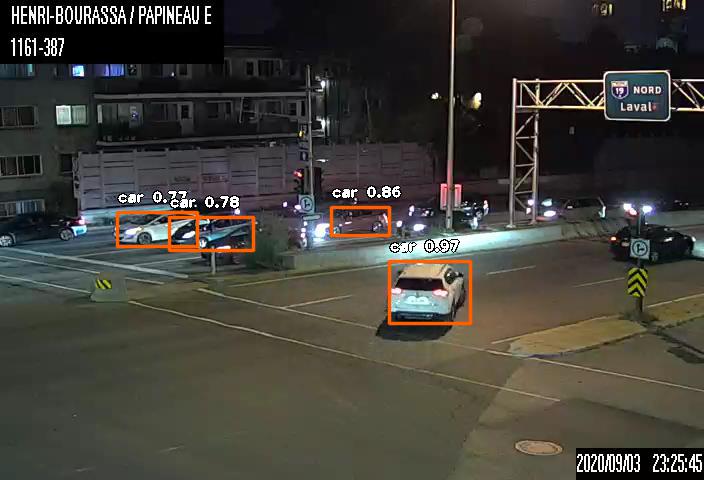 HENRI-BOURASSA / PAPINEAU E
1161-387
19 NORD
Laval
car 0.77
car 0.78
car 0.86
car 0.97
2020/09/03 23:25:45